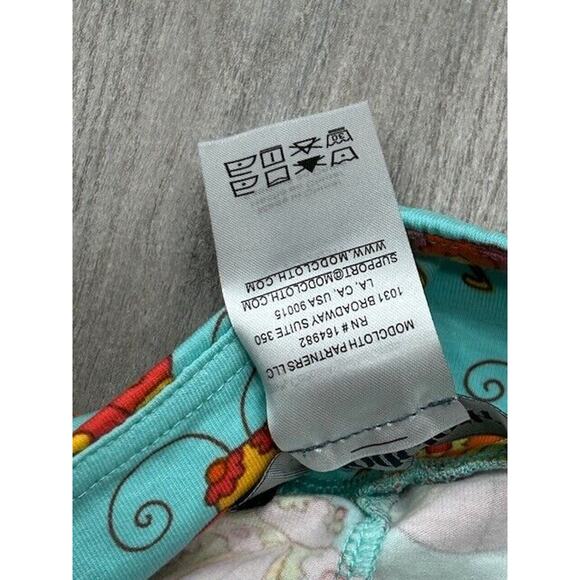 MODCLOTH PARTNERS LLC
RN # 164982
1031 BROADWAY SUITE 350
LA, CA, USA 90015
SUPPORT@MODCLOTH.COM
WWW.MODCLOTH.COM
30